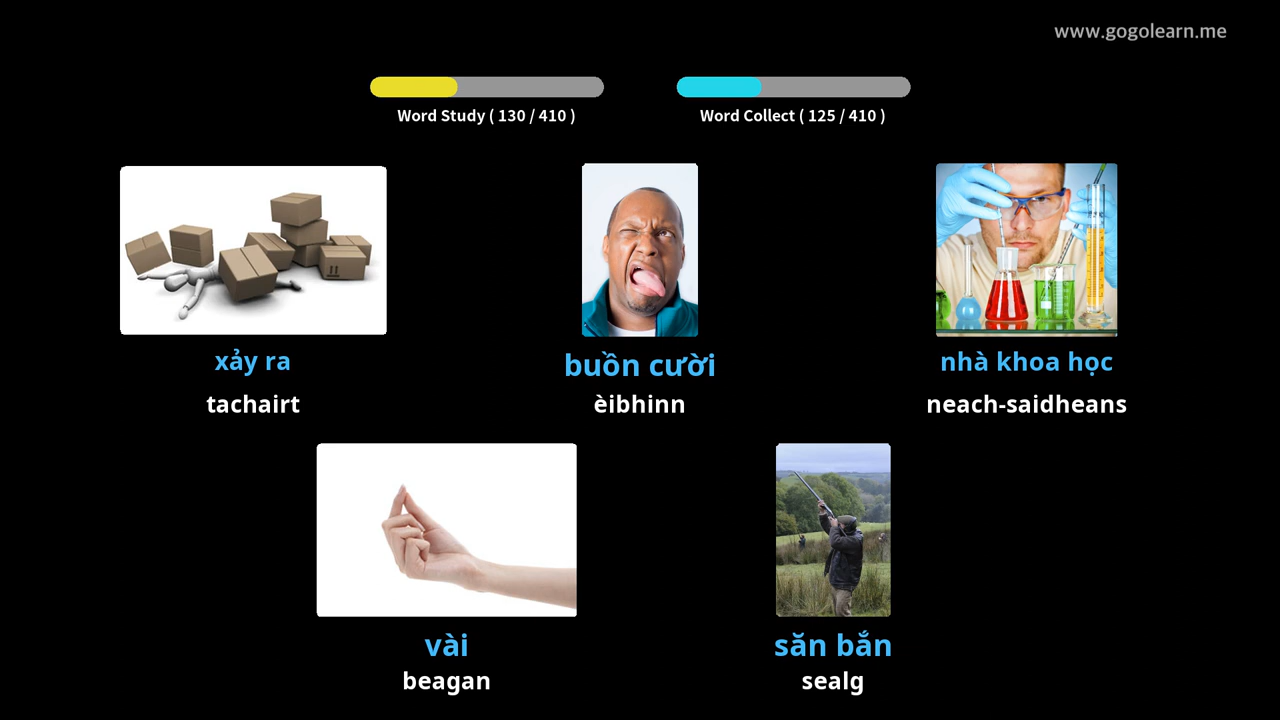 www.gogolearn.me
Word Study ( 130 / 410 )
Word Collect ( 125 / 410 )
xảy ra
tachairt
buồn cười
èibhinn
nhà khoa học
neach-saidheans
vài
beagan
săn bắn
sealg